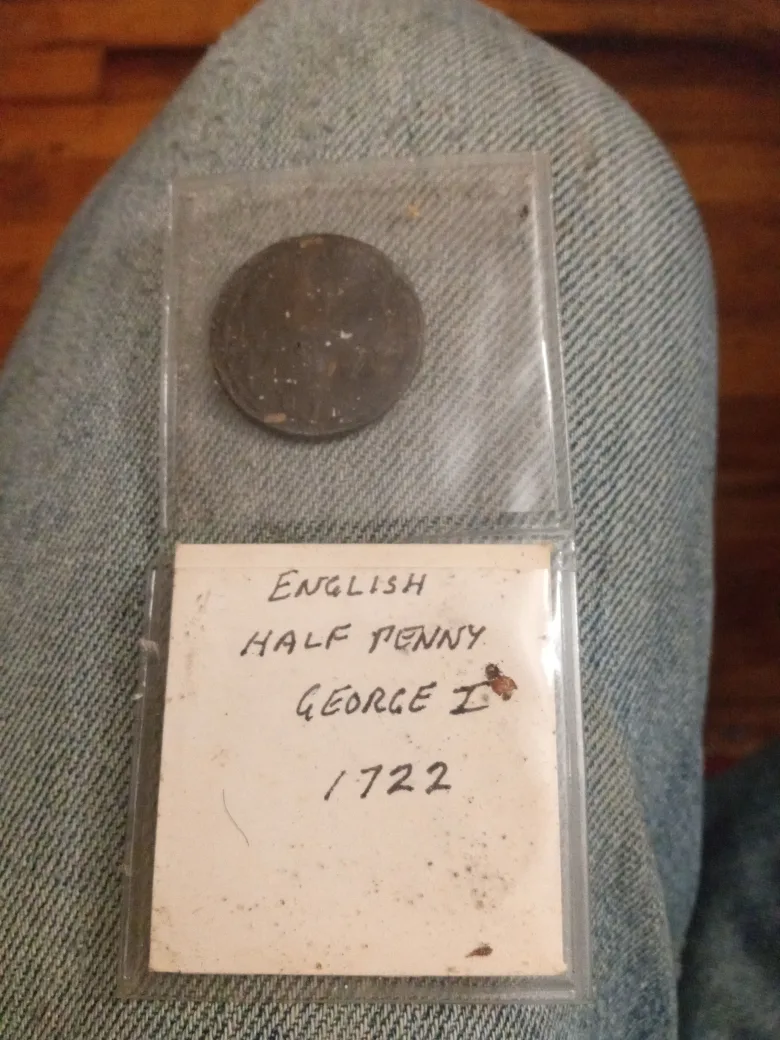 ENGLISH
HALF PENNY
GEORGE I
1722